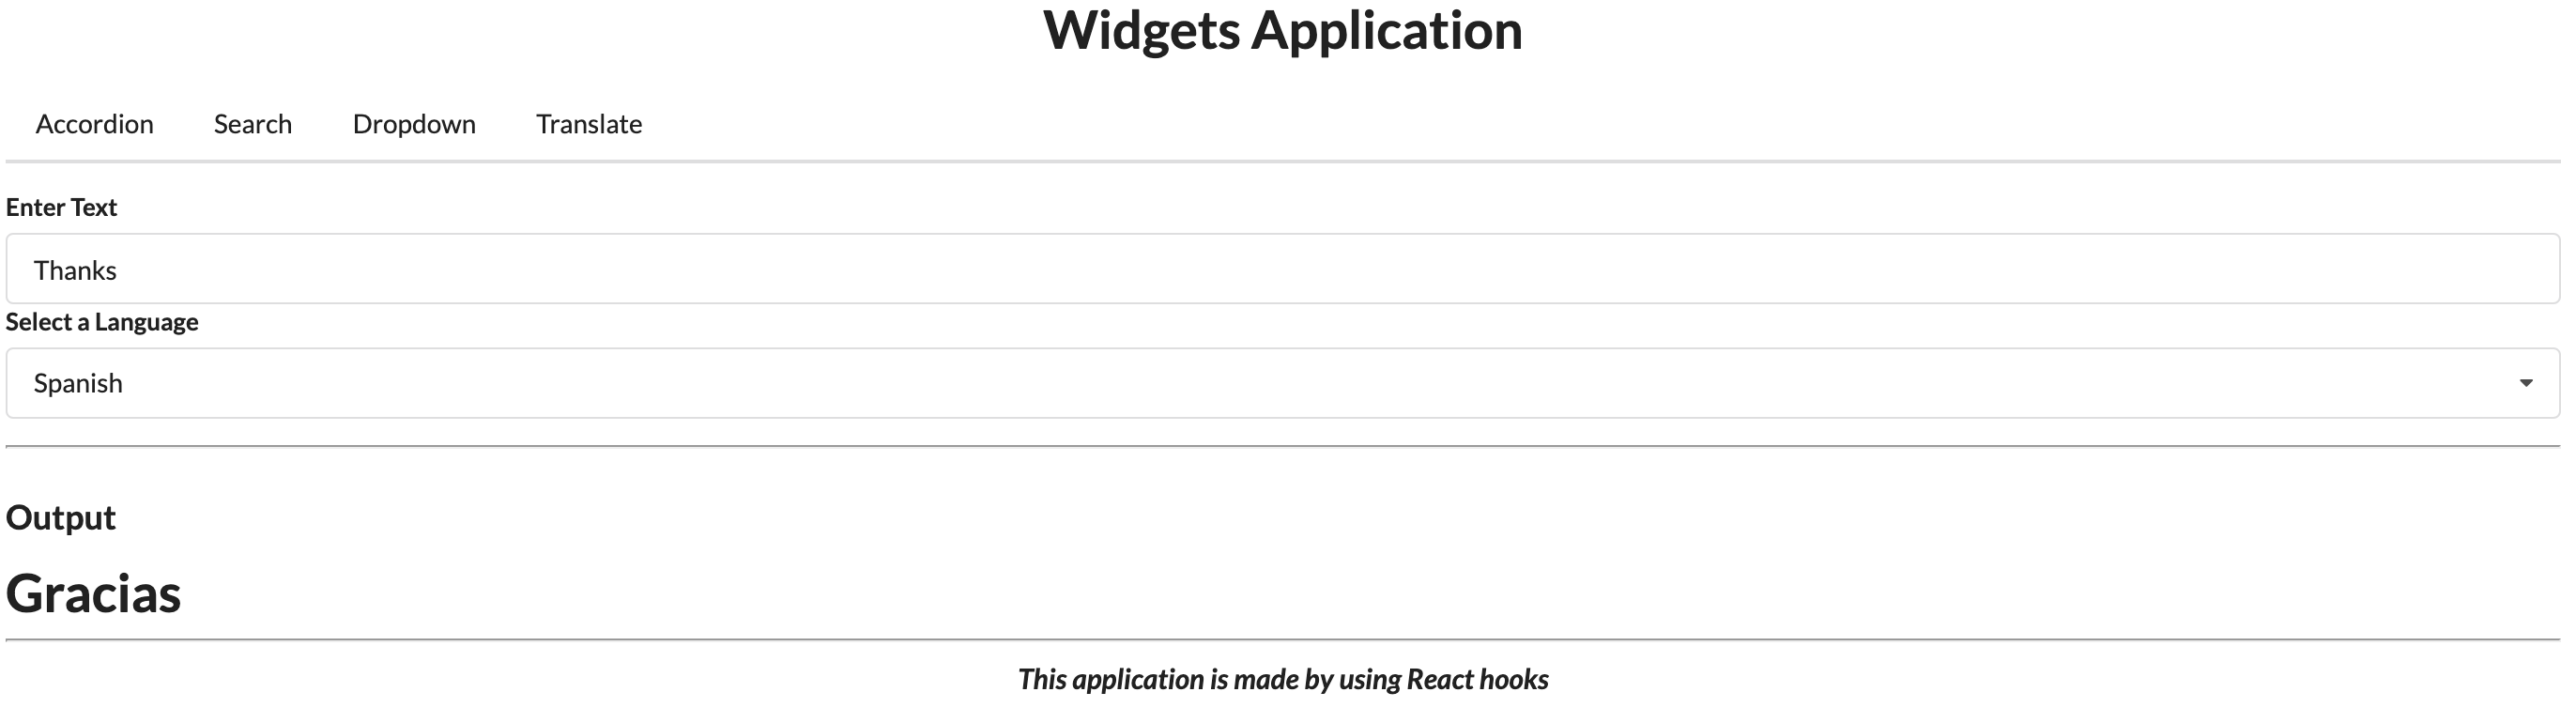 Widgets Application
Accordion Search Dropdown Translate
Enter Text
Thanks
Select a Language
Spanish
Output
Gracias
This application is made by using React hooks